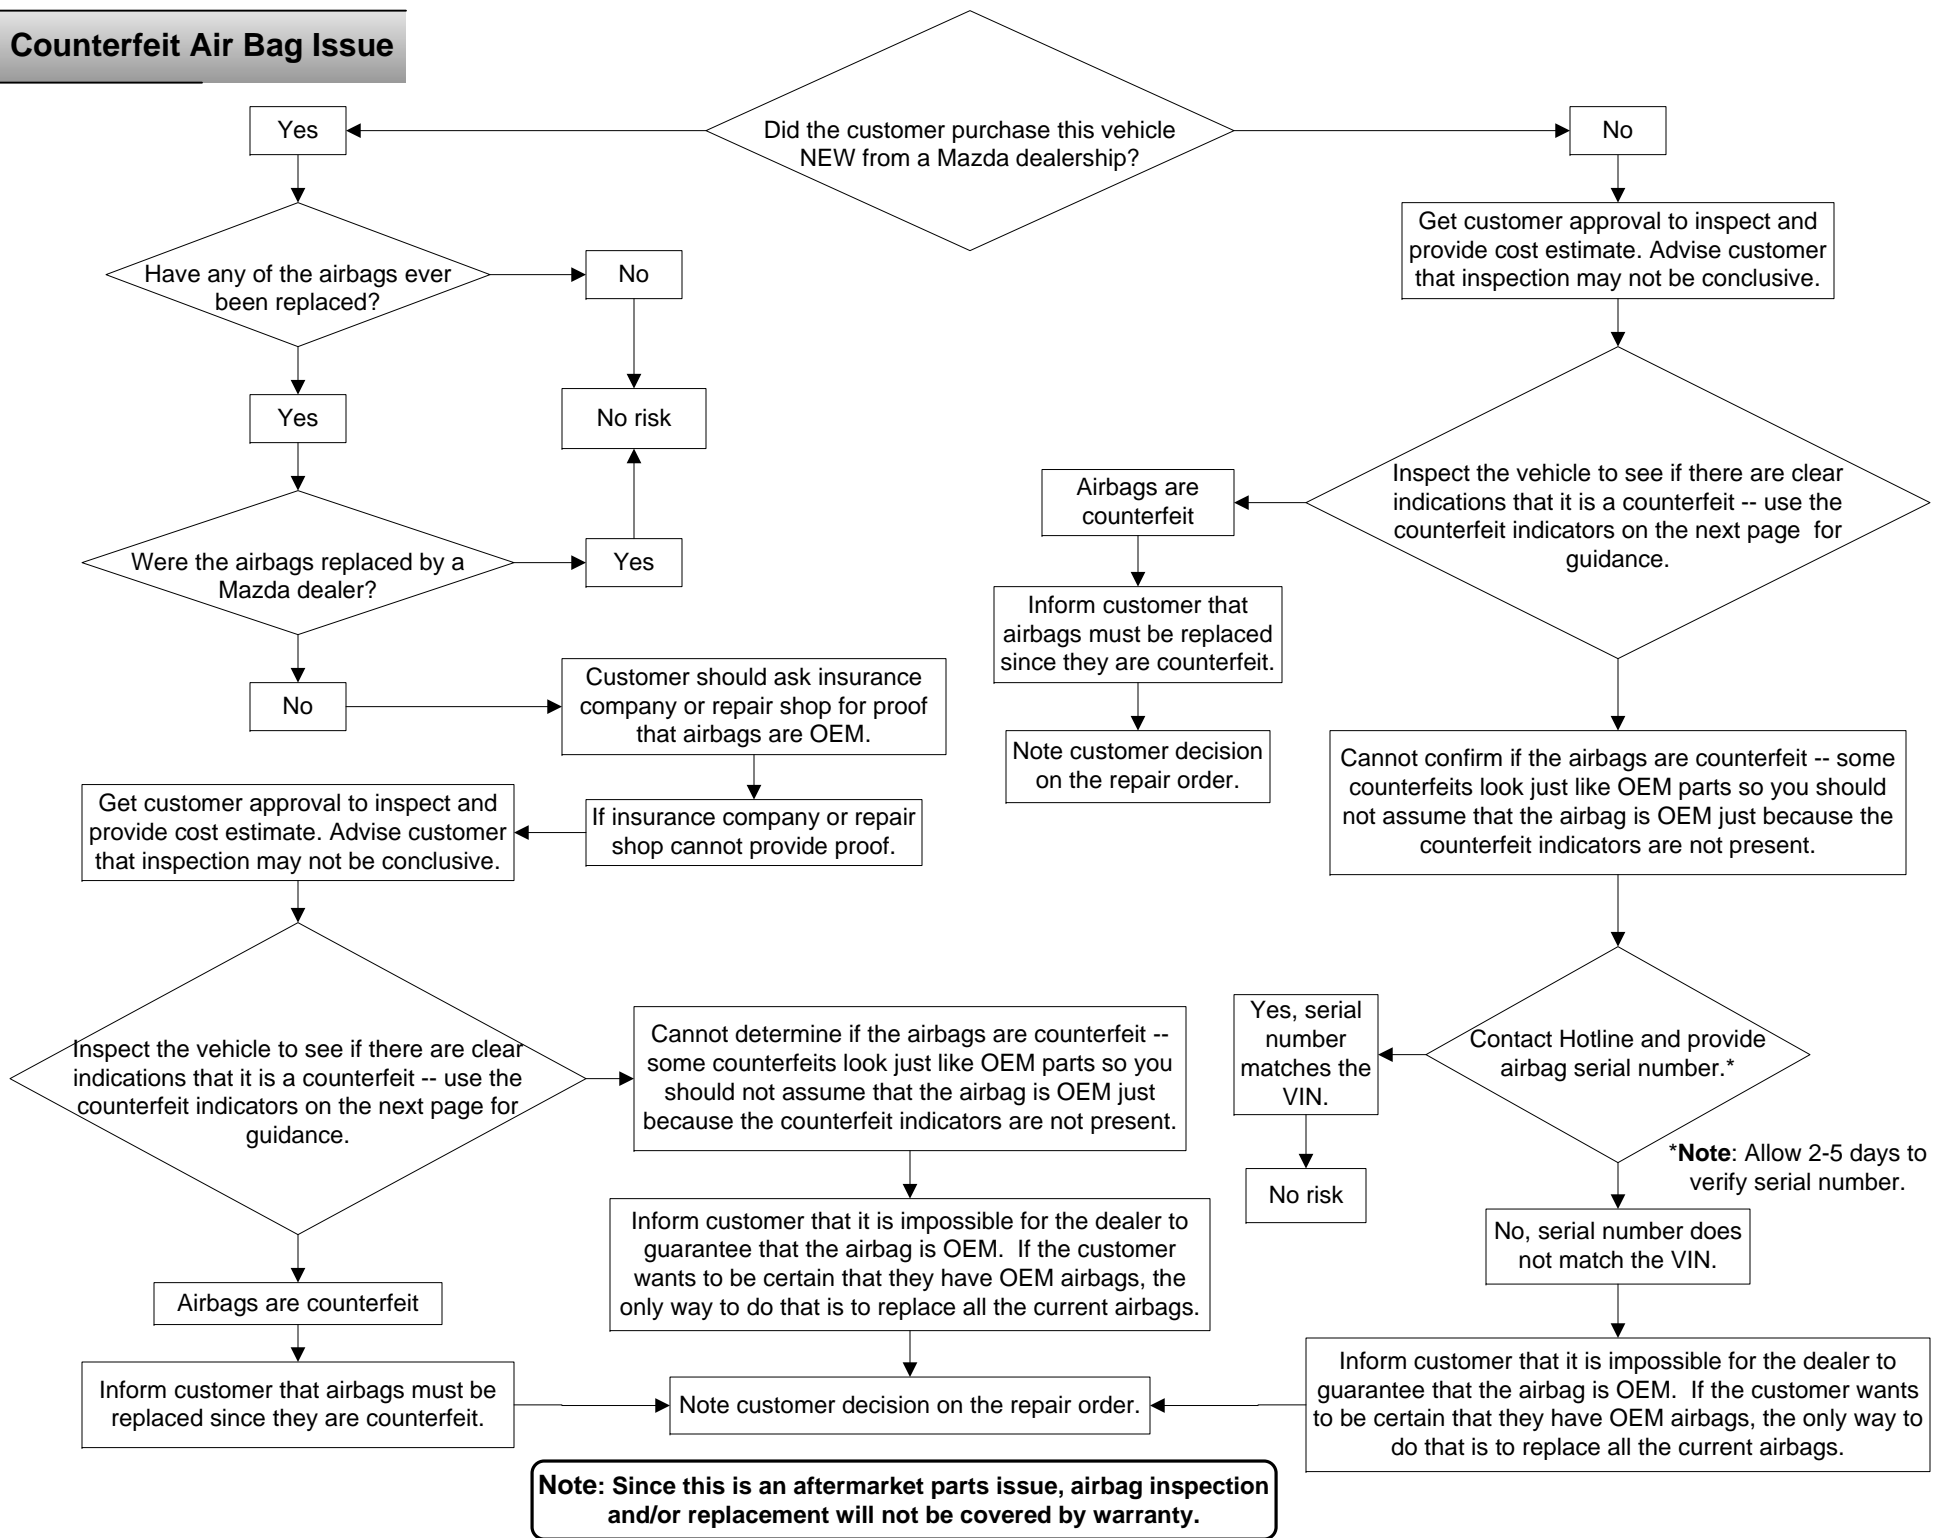 Counterfeit Air Bag Issue
Did the customer purchase this vehicle
NEW from a Mazda dealership?
Yes
No
Have any of the airbags ever
been replaced?
No
Yes
No risk
Were the airbags replaced by a
Mazda dealer?
Yes
No
Customer should ask insurance
company or repair shop for proof
that airbags are OEM.
If insurance company or repair
shop cannot provide proof.
Get customer approval to inspect and
provide cost estimate. Advise customer
that inspection may not be conclusive.
Inspect the vehicle to see if there are clear
indications that it is a counterfeit -- use the
counterfeit indicators on the next page for
guidance.
Airbags are counterfeit
Inform customer that airbags must be
replaced since they are counterfeit.
Cannot determine if the airbags are counterfeit --
some counterfeits look just like OEM parts so you
should not assume that the airbag is OEM just
because the counterfeit indicators are not present.
Inform customer that it is impossible for the dealer to
guarantee that the airbag is OEM.  If the customer
wants to be certain that they have OEM airbags, the
only way to do that is to replace all the current airbags.
Note customer decision on the repair order.
Get customer approval to inspect and
provide cost estimate. Advise customer
that inspection may not be conclusive.
Inspect the vehicle to see if there are clear
indications that it is a counterfeit -- use the
counterfeit indicators on the next page  for
guidance.
Airbags are
counterfeit
Inform customer that
airbags must be replaced
since they are counterfeit.
Note customer decision
on the repair order.
Cannot confirm if the airbags are counterfeit -- some
counterfeits look just like OEM parts so you should
not assume that the airbag is OEM just because the
counterfeit indicators are not present.
Contact Hotline and provide
airbag serial number.*
Yes, serial
number
matches the
VIN.
No risk
*Note: Allow 2-5 days to
verify serial number.
No, serial number does
not match the VIN.
Inform customer that it is impossible for the dealer to
guarantee that the airbag is OEM.  If the customer wants
to be certain that they have OEM airbags, the only way to
do that is to replace all the current airbags.
Note: Since this is an aftermarket parts issue, airbag inspection
and/or replacement will not be covered by warranty.